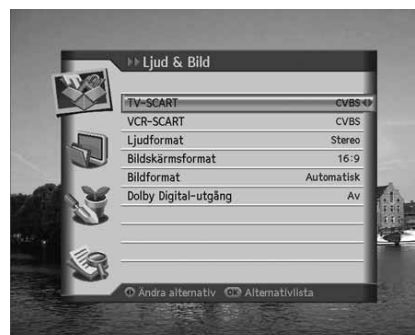 Ljud & Bild
TV-SCART CVBS
VCR-SCART CVBS
Ljudformat Stereo
Bildskärmsformat 16:9
Bildformat Automatisk
Dolby Digital-utgång Av
Ändra alternativ OK Alternativlista